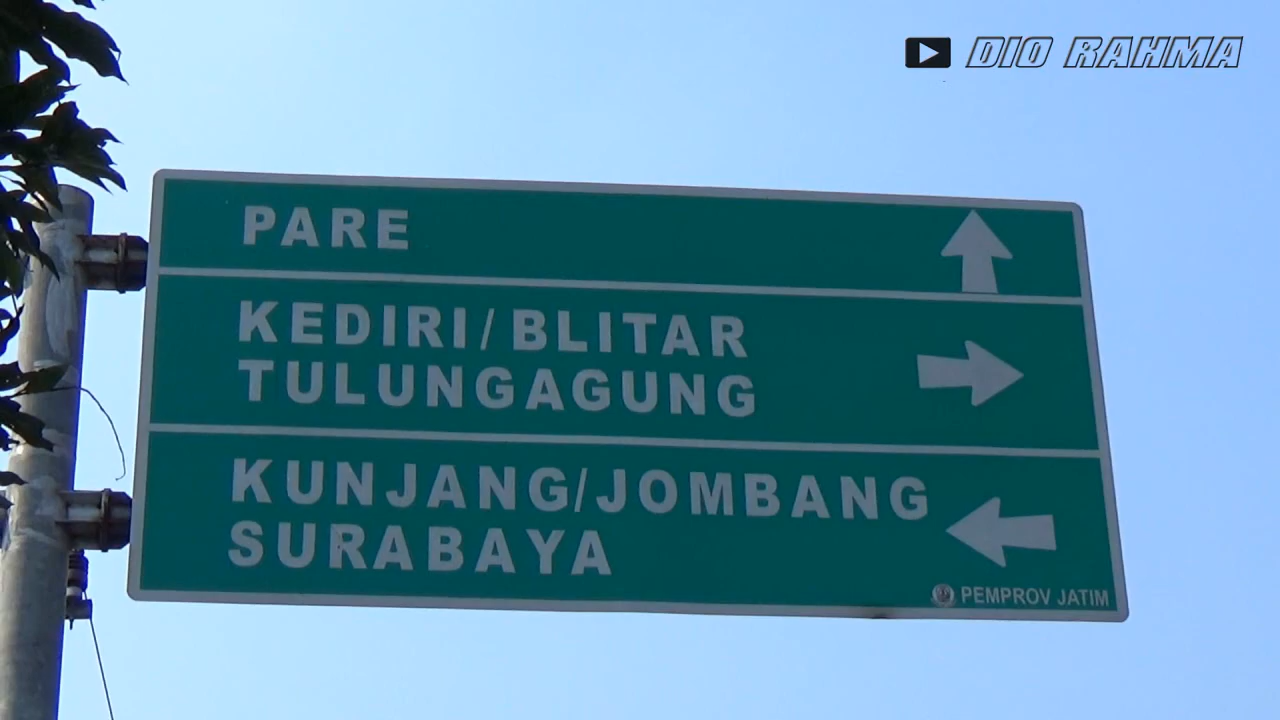 DIO RAHMA
PARE
KEDIRI/BLITAR
TULUNGAGUNG
KUNJANG/JOMBANG
SURABAYA
PEMPROV JATIM